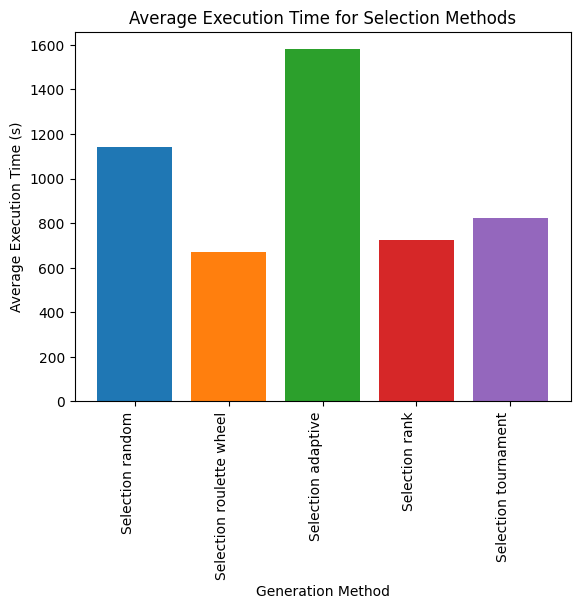 Average Execution Time for Selection Methods
Average Execution Time (s)
1600
1400
1200
1000
800
600
400
200
0
Selection random
Selection roulette wheel
Selection adaptive
Selection rank
Selection tournament
Generation Method